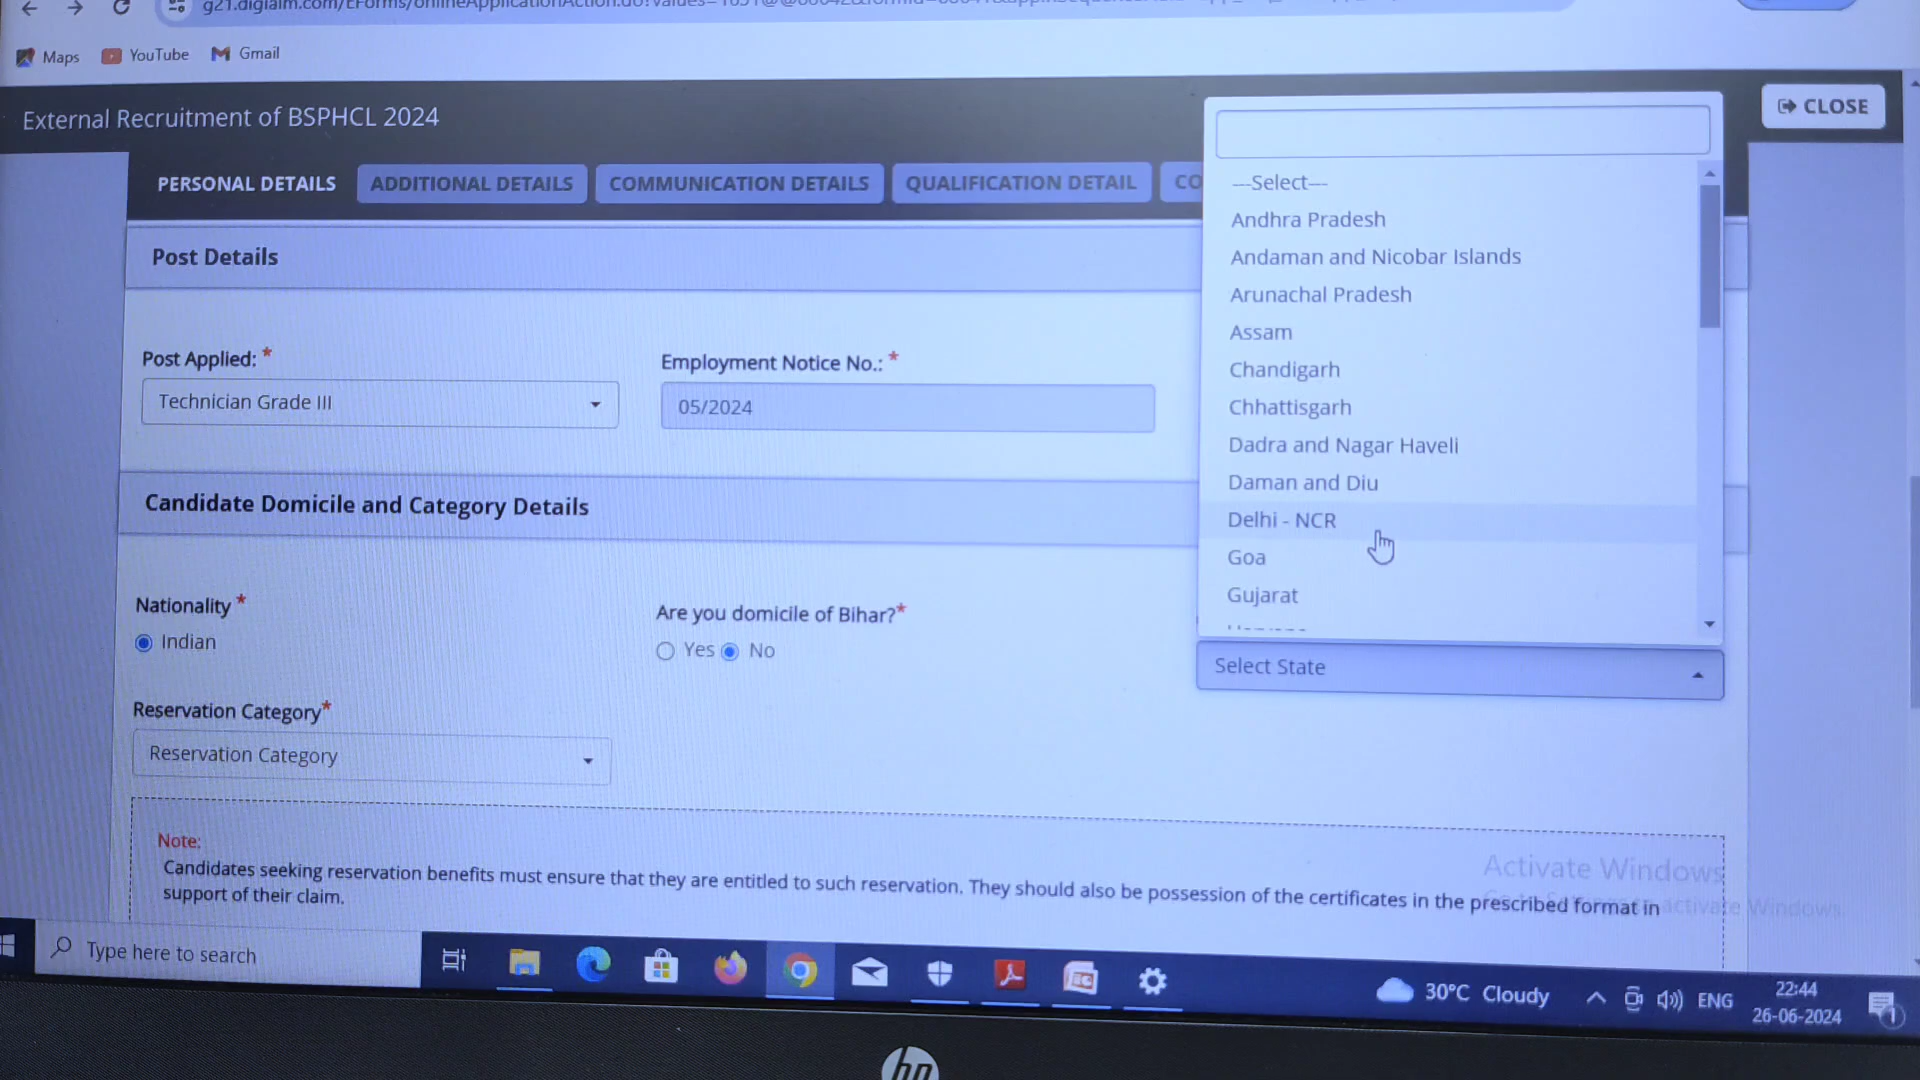 Maps YouTube Gmail
External Recruitment of BSPHCL 2024
CLOSE
PERSONAL DETAILS ADDITIONAL DETAILS COMMUNICATION DETAILS QUALIFICATION DETAIL CO
---Select---
Andhra Pradesh
Andaman and Nicobar Islands
Arunachal Pradesh
Assam
Chandigarh
Chhattisgarh
Dadra and Nagar Haveli
Daman and Diu
Delhi - NCR
Goa
Gujarat
Select State
Post Details
Post Applied: *
Technician Grade III
Employment Notice No.: *
05/2024
Candidate Domicile and Category Details
Nationality *
Indian
Are you domicile of Bihar?*
Yes No
Reservation Category*
Reservation Category
Note:
Candidates seeking reservation benefits must ensure that they are entitled to such reservation. They should also be possession of the certificates in the prescribed format in
support of their claim.
Activate Windows
activate Windows.
Type here to search
30°C Cloudy
ENG
22:44
26-06-2024
1
hp